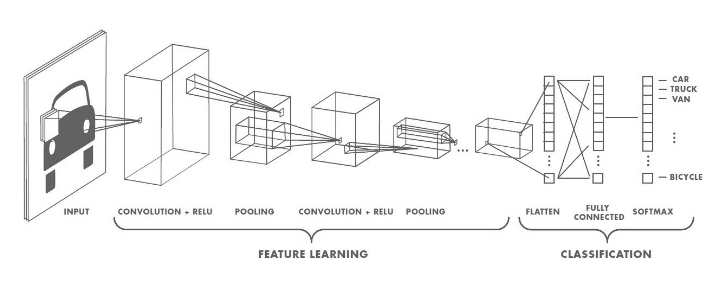 CAR
TRUCK
VAN
BICYCLE
INPUT
CONVOLUTION + RELU
POOLING
CONVOLUTION + RELU
POOLING
FLATTEN
FULLY
CONNECTED
SOFTMAX
FEATURE LEARNING
CLASSIFICATION